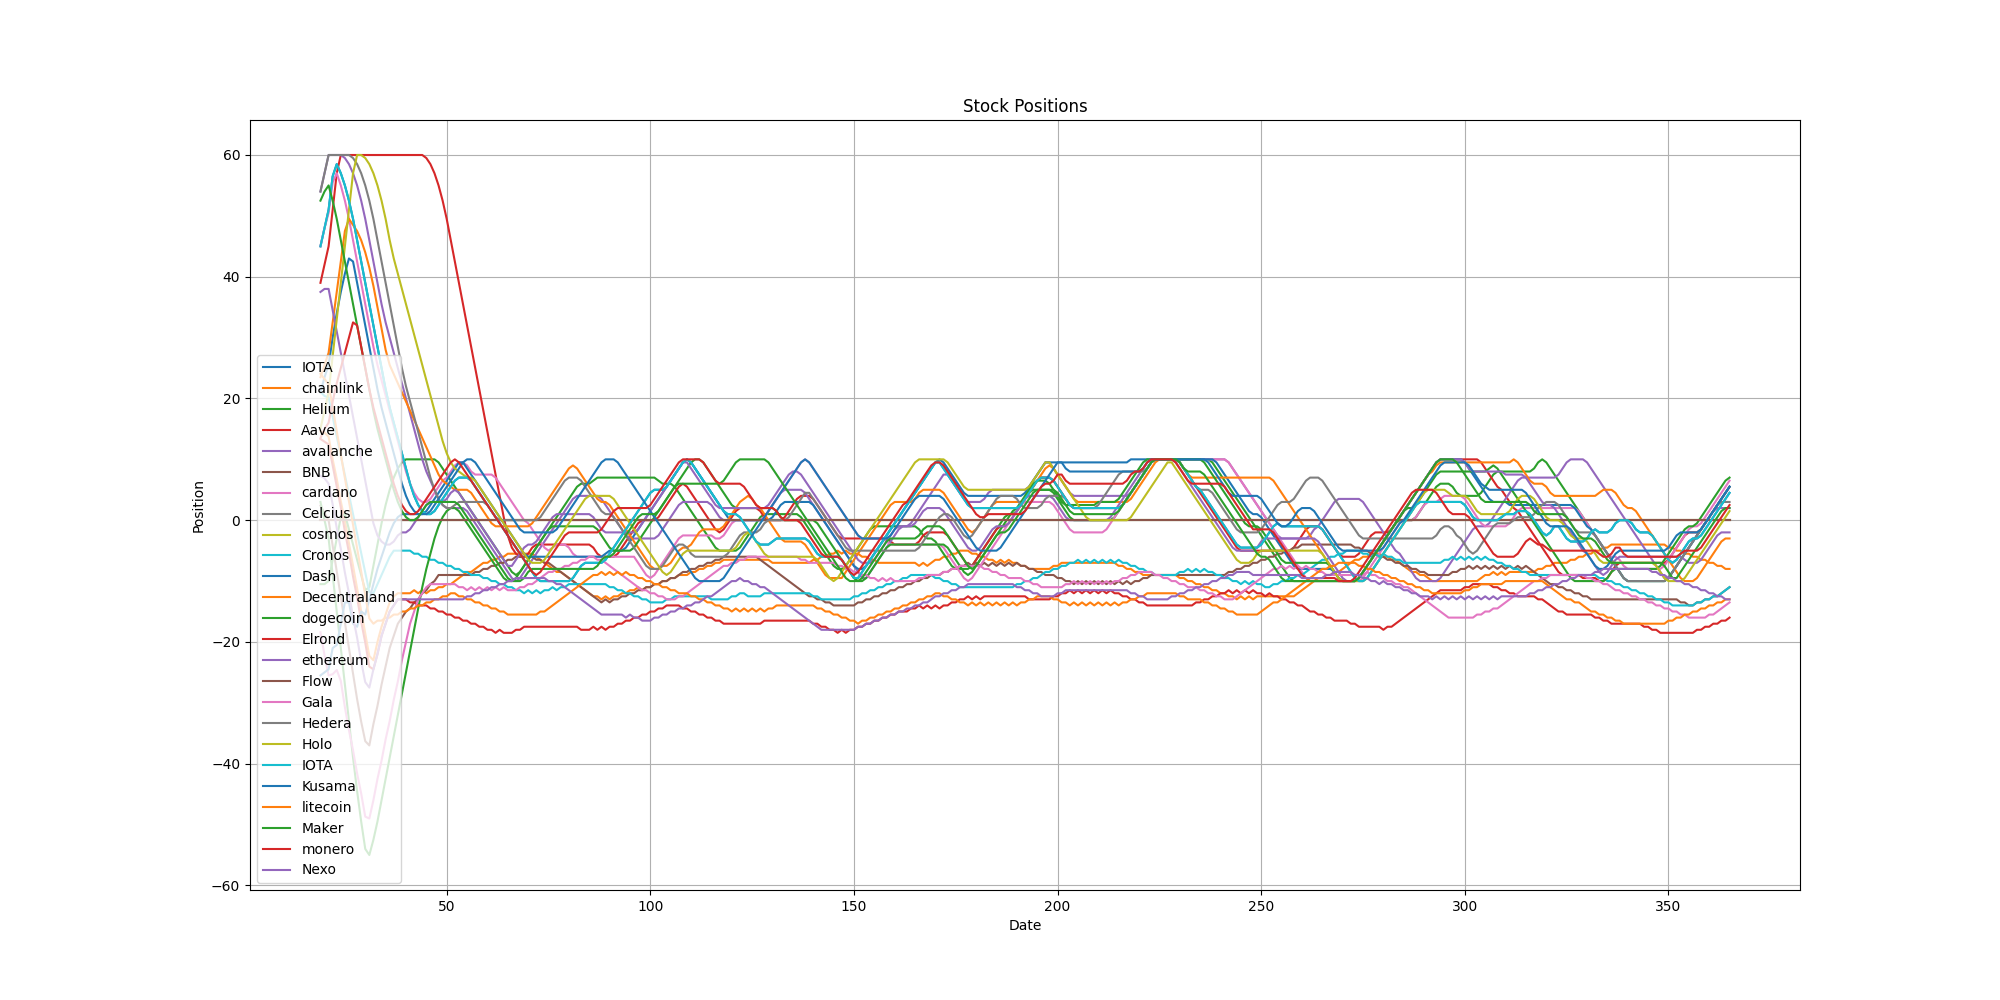 Stock Positions
Position
60
40
20
0
−20
−40
−60
IOTA
chainlink
Helium
Aave
avalanche
BNB
cardano
Celcius
cosmos
Cronos
Dash
Decentraland
dogecoin
Elrond
ethereum
Flow
Gala
Hedera
Holo
IOTA
Kusama
litecoin
Maker
monero
Nexo
50
100
150
200
250
300
350
Date